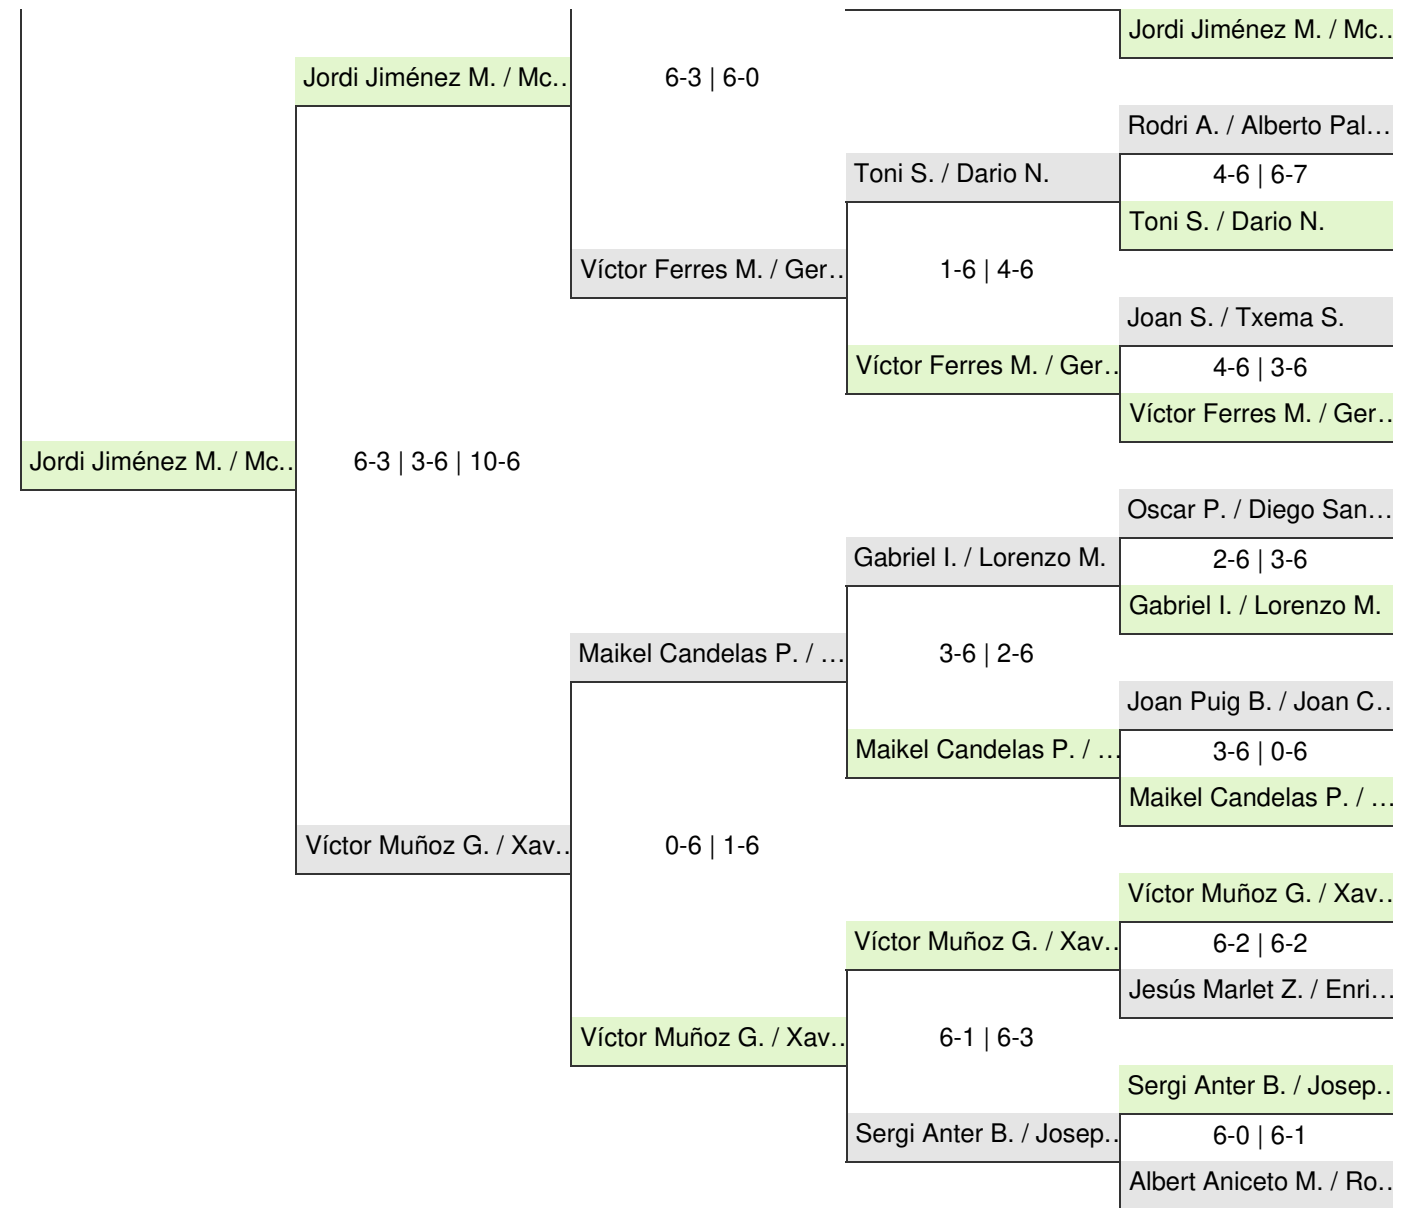 Jordi Jiménez M. / Mc…
Jordi Jiménez M. / Mc…
6-3 | 6-0
Rodri A. / Alberto Pal…
Toni S. / Dario N.
4-6 | 6-7
Toni S. / Dario N.
Víctor Ferres M. / Ger…
1-6 | 4-6
Joan S. / Txema S.
Víctor Ferres M. / Ger…
4-6 | 3-6
Víctor Ferres M. / Ger…
Jordi Jiménez M. / Mc…
6-3 | 3-6 | 10-6
Oscar P. / Diego San…
Gabriel I. / Lorenzo M.
2-6 | 3-6
Gabriel I. / Lorenzo M.
Maikel Candelas P. / …
3-6 | 2-6
Joan Puig B. / Joan C…
Maikel Candelas P. / …
3-6 | 0-6
Maikel Candelas P. / …
Víctor Muñoz G. / Xav…
0-6 | 1-6
Víctor Muñoz G. / Xav…
Víctor Muñoz G. / Xav…
6-2 | 6-2
Jesús Marlet Z. / Enri…
Víctor Muñoz G. / Xav…
6-1 | 6-3
Sergi Anter B. / Josep…
Sergi Anter B. / Josep…
6-0 | 6-1
Albert Aniceto M. / Ro…